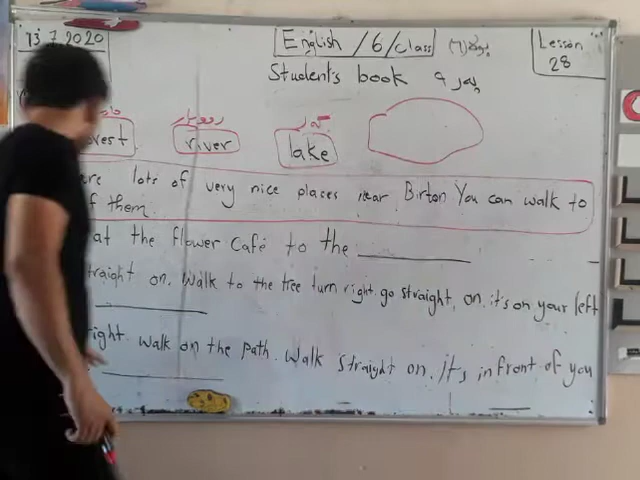 13 7 2020
English /6/class
Lesson 28
Student's book
river
lake
lots of very nice places near Birton You can walk to
of them.
at the flower Café to the
straight on. Walk to the tree turn right. go straight on. it's on your left
right. Walk on the path. Walk straight on. it's in front of you